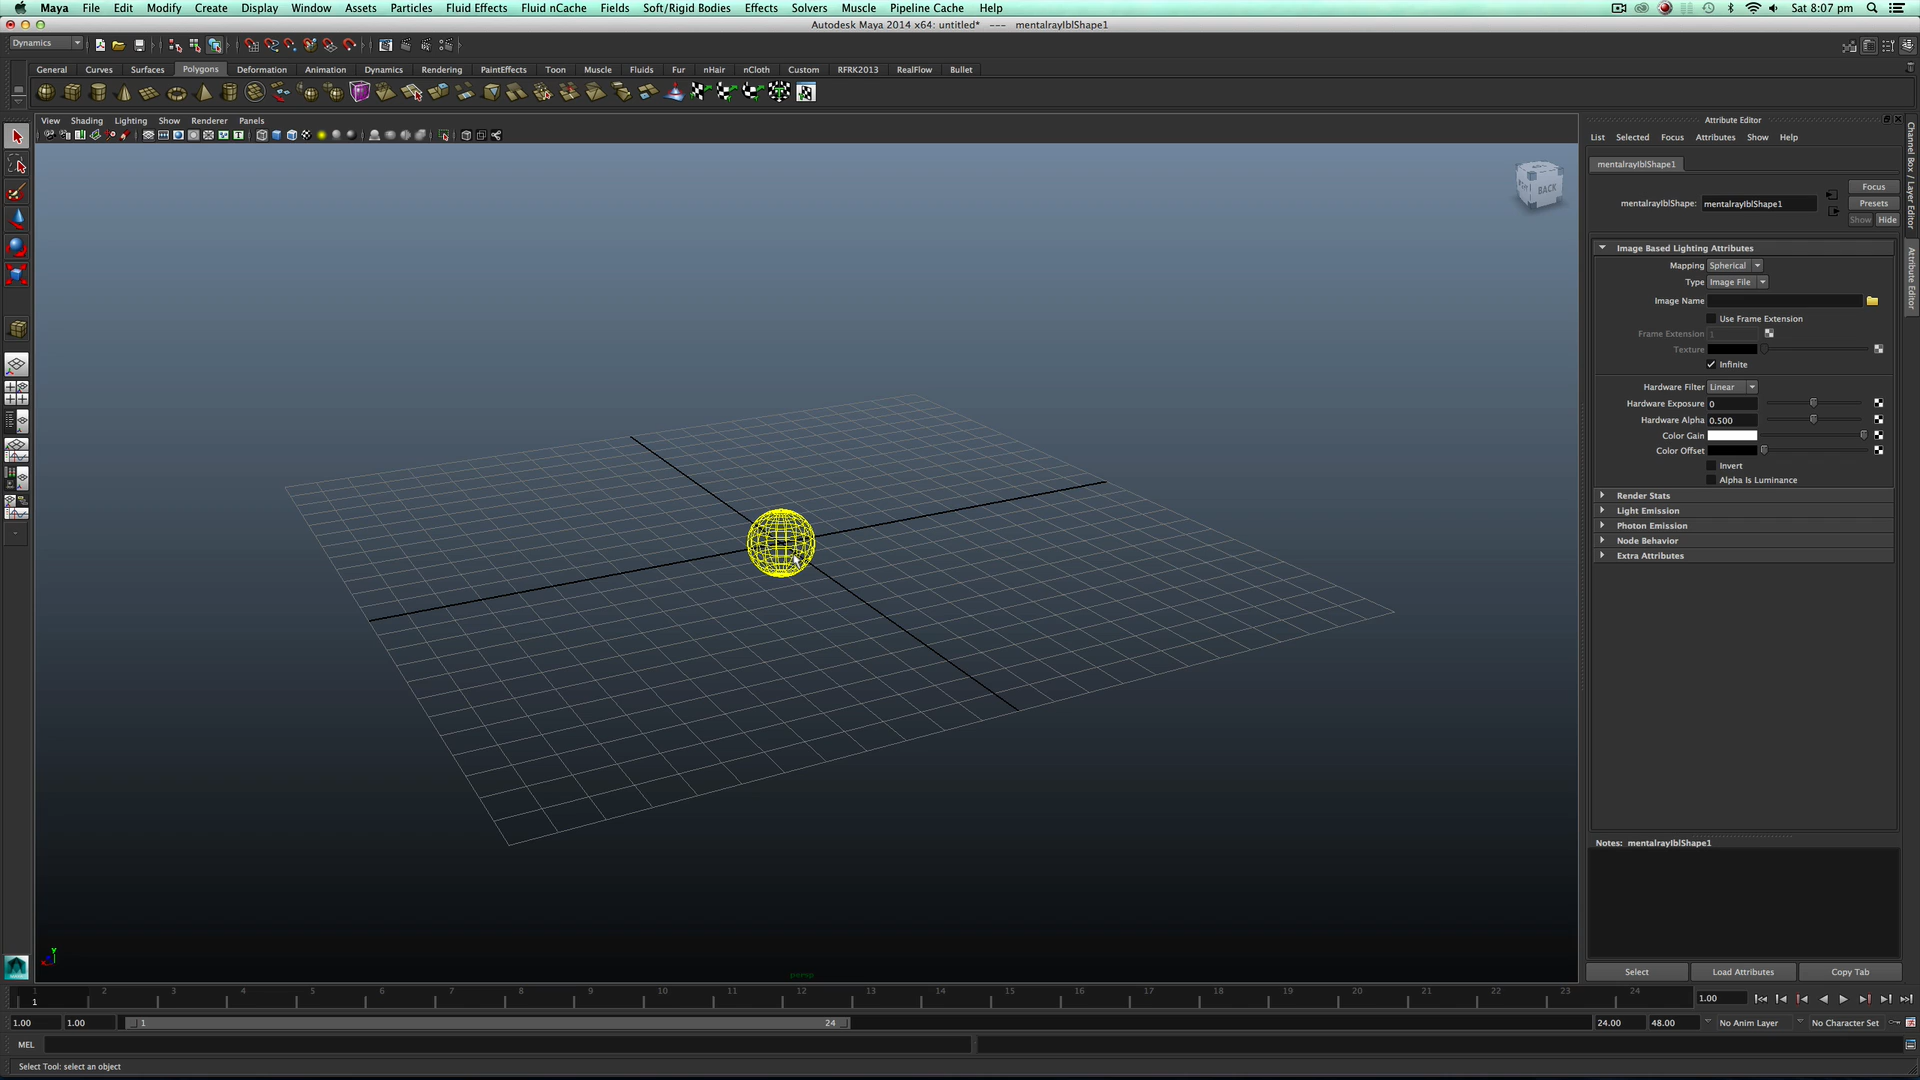 Maya File Edit Modify Create Display Window Assets Particles Fluid Effects Fluid nCache Fields Soft/Rigid Bodies Effects Solvers Muscle Pipeline Cache Help Sat 8:07 pm
Autodesk Maya 2014 x64: untitled* --- mentalrayIblShape1
Dynamics
General Curves Surfaces Polygons Deformation Animation Dynamics Rendering PaintEffects Toon Muscle Fluids Fur nHair nCloth Custom RFRK2013 RealFlow Bullet
View Shading Lighting Show Renderer Panels
BACK
persp
Attribute Editor
List Selected Focus Attributes Show Help
mentalrayIblShape1
Focus
mentalrayIblShape: mentalrayIblShape1 Presets
Show Hide
Image Based Lighting Attributes
Mapping Spherical
Type Image File
Image Name
Use Frame Extension
Frame Extension 1
Texture
Infinite
Hardware Filter Linear
Hardware Exposure 0
Hardware Alpha 0.500
Color Gain
Color Offset
Invert
Alpha Is Luminance
Render Stats
Light Emission
Photon Emission
Node Behavior
Extra Attributes
Notes: mentalrayIblShape1
Select Load Attributes Copy Tab
Channel Box / Layer Editor
Attribute Editor
1 2 3 4 5 6 7 8 9 10 11 12 13 14 15 16 17 18 19 20 21 22 23 24
1 1.00
1.00 1.00 1 24 24.00 48.00 No Anim Layer No Character Set
MEL
Select Tool: select an object